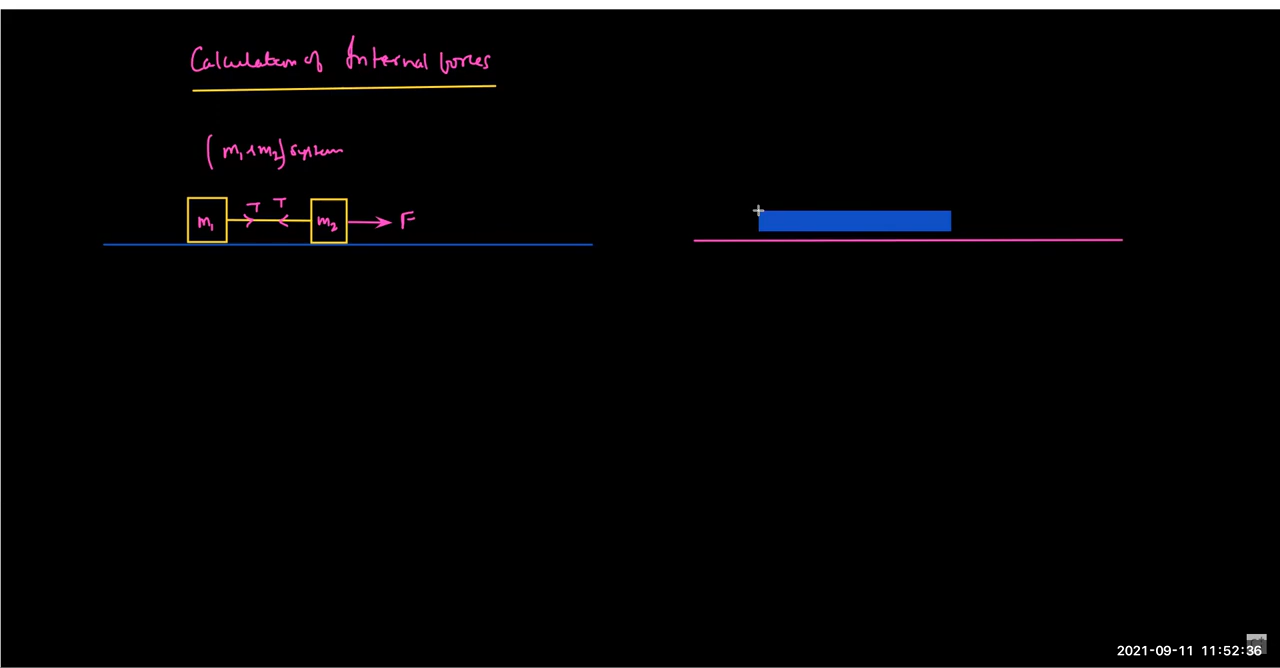 Calculation of Internal forces
(m1+m2) system
T T
m1 m2 F
2021-09-11 11:52:36